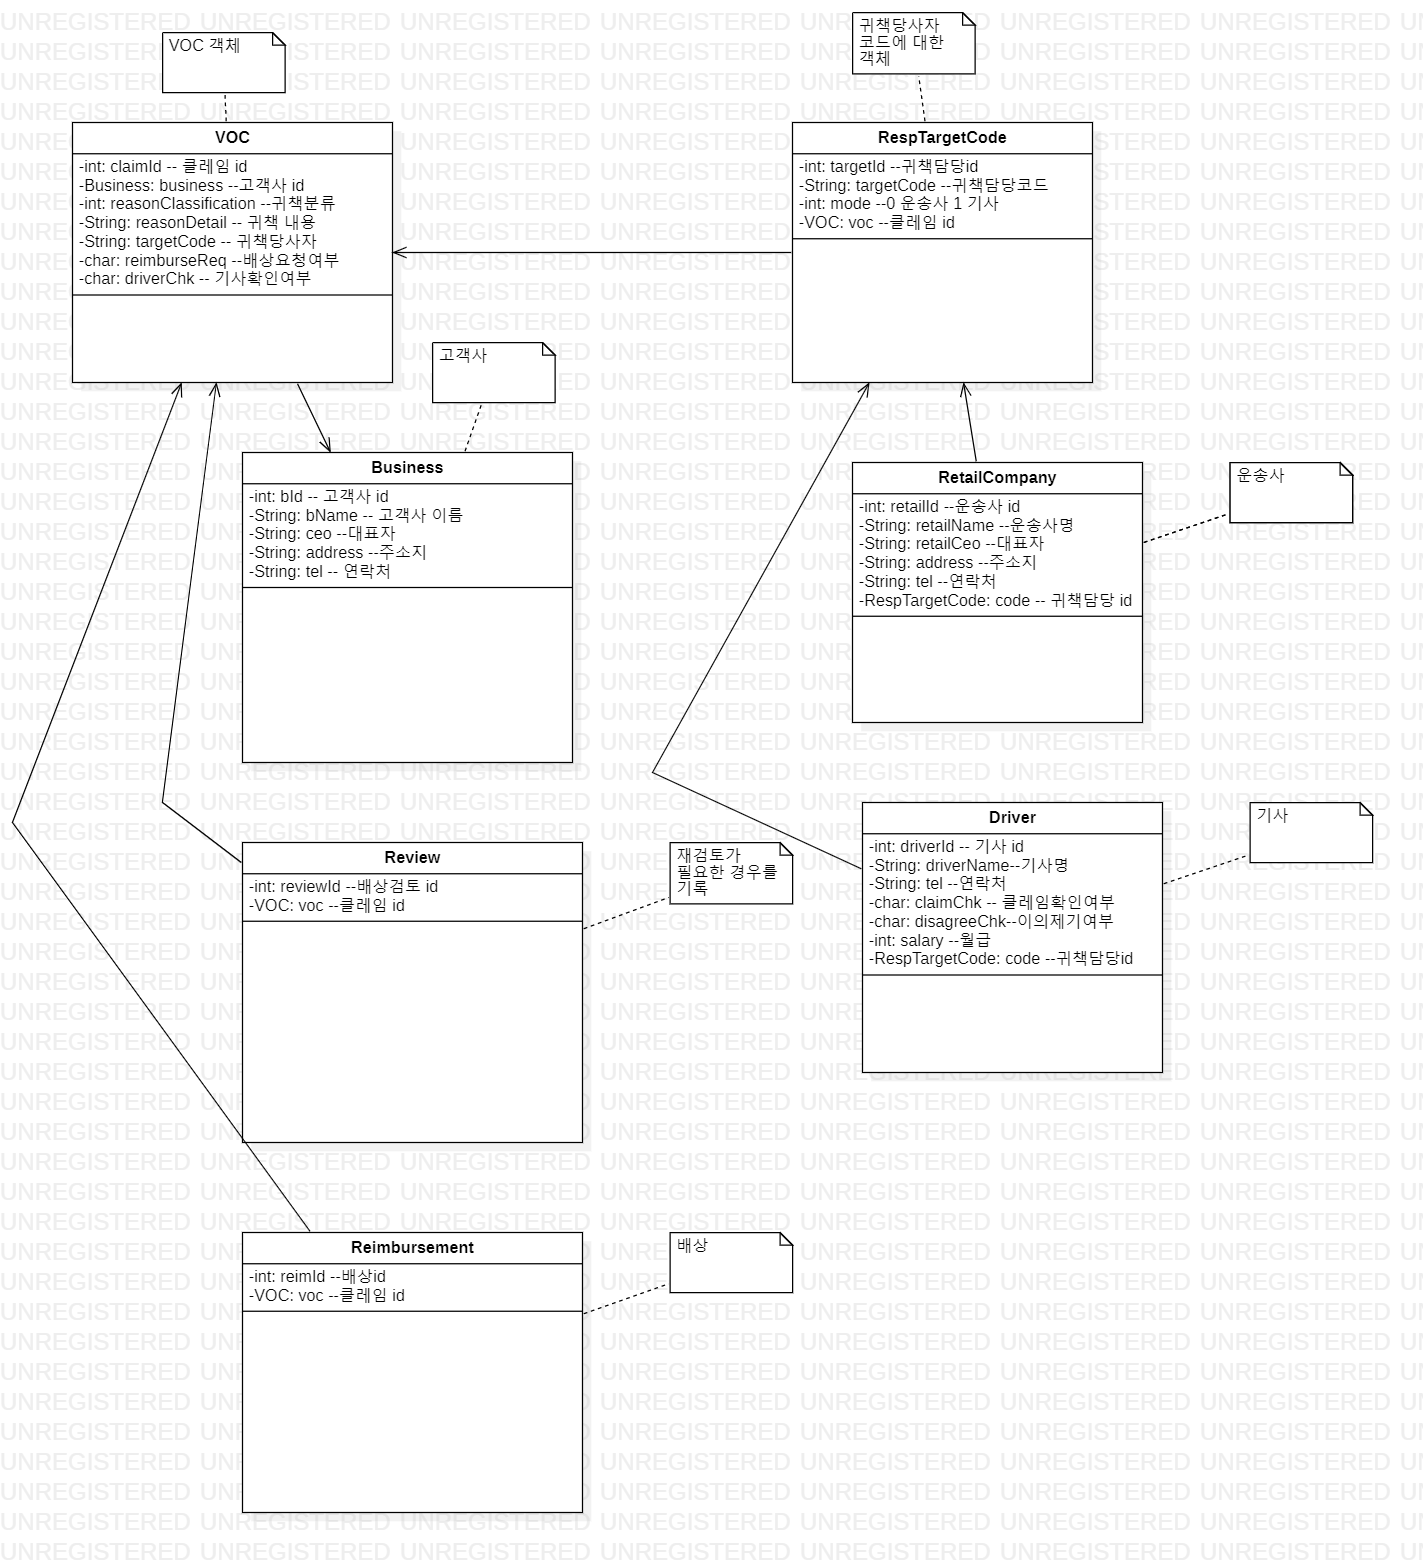 VOC 객체
VOC
-int: claimId -- 클레임 id
-Business: business --고객사 id
-int: reasonClassification --귀책분류
-String: reasonDetail -- 귀책 내용
-String: targetCode -- 귀책당사자
-char: reimburseReq --배상요청여부
-char: driverChk -- 기사확인여부
귀책당사자
코드에 대한
객체
RespTargetCode
-int: targetId --귀책담당id
-String: targetCode --귀책담당코드
-int: mode --0 운송사 1 기사
-VOC: voc --클레임 id
고객사
Business
-int: bId -- 고객사 id
-String: bName -- 고객사 이름
-String: ceo --대표자
-String: address --주소지
-String: tel -- 연락처
운송사
RetailCompany
-int: retailId --운송사 id
-String: retailName --운송사명
-String: retailCeo --대표자
-String: address --주소지
-String: tel --연락처
-RespTargetCode: code -- 귀책담당 id
재검토가
필요한 경우를
기록
Review
-int: reviewId --배상검토 id
-VOC: voc --클레임 id
기사
Driver
-int: driverId -- 기사 id
-String: driverName--기사명
-String: tel --연락처
-char: claimChk -- 클레임확인여부
-char: disagreeChk--이의제기여부
-int: salary --월급
-RespTargetCode: code --귀책담당id
배상
Reimbursement
-int: reimId --배상id
-VOC: voc --클레임 id
UNREGISTERED